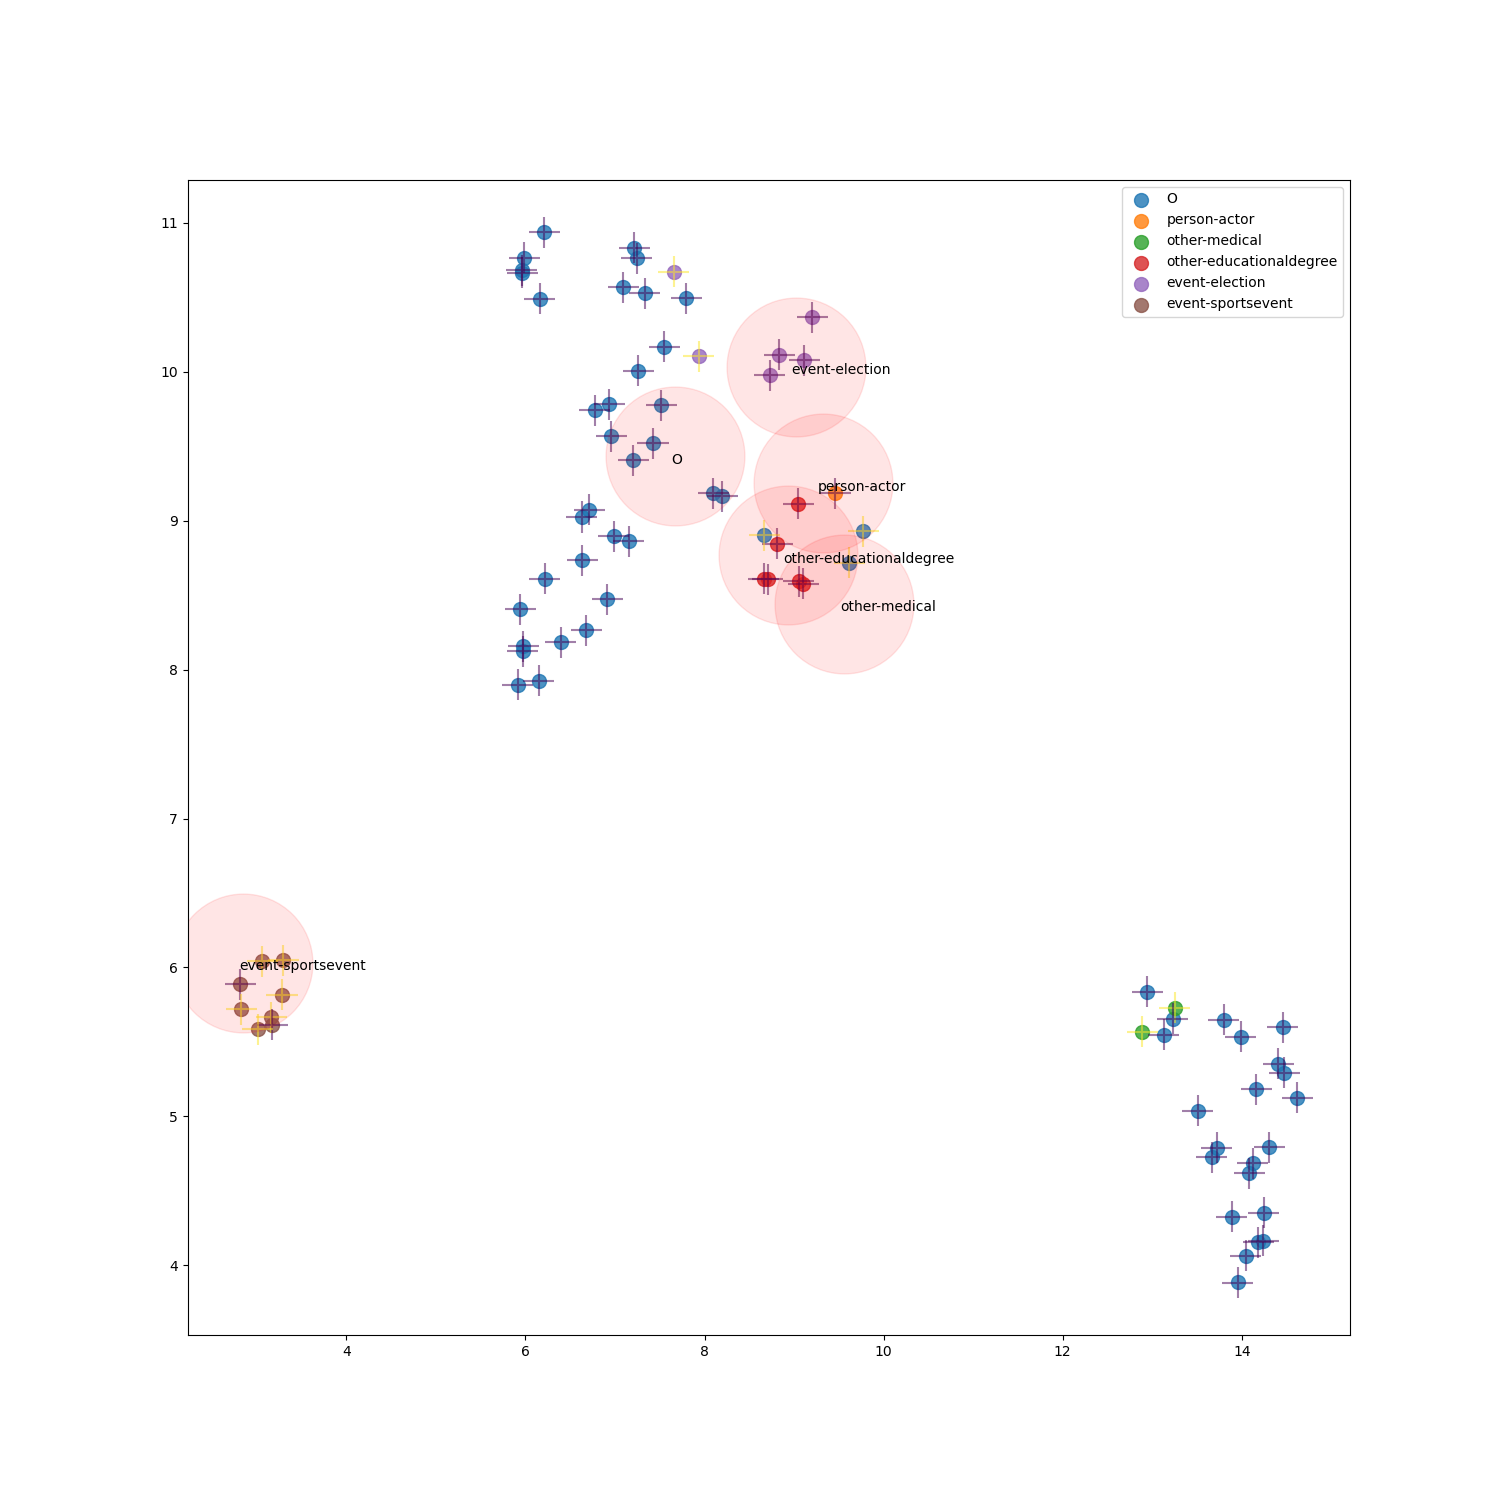 O
person-actor
other-medical
other-educationaldegree
event-election
event-sportsevent
11
10
9
8
7
6
5
4
event-election
O
person-actor
other-educationaldegree
other-medical
event-sportsevent
4 6 8 10 12 14